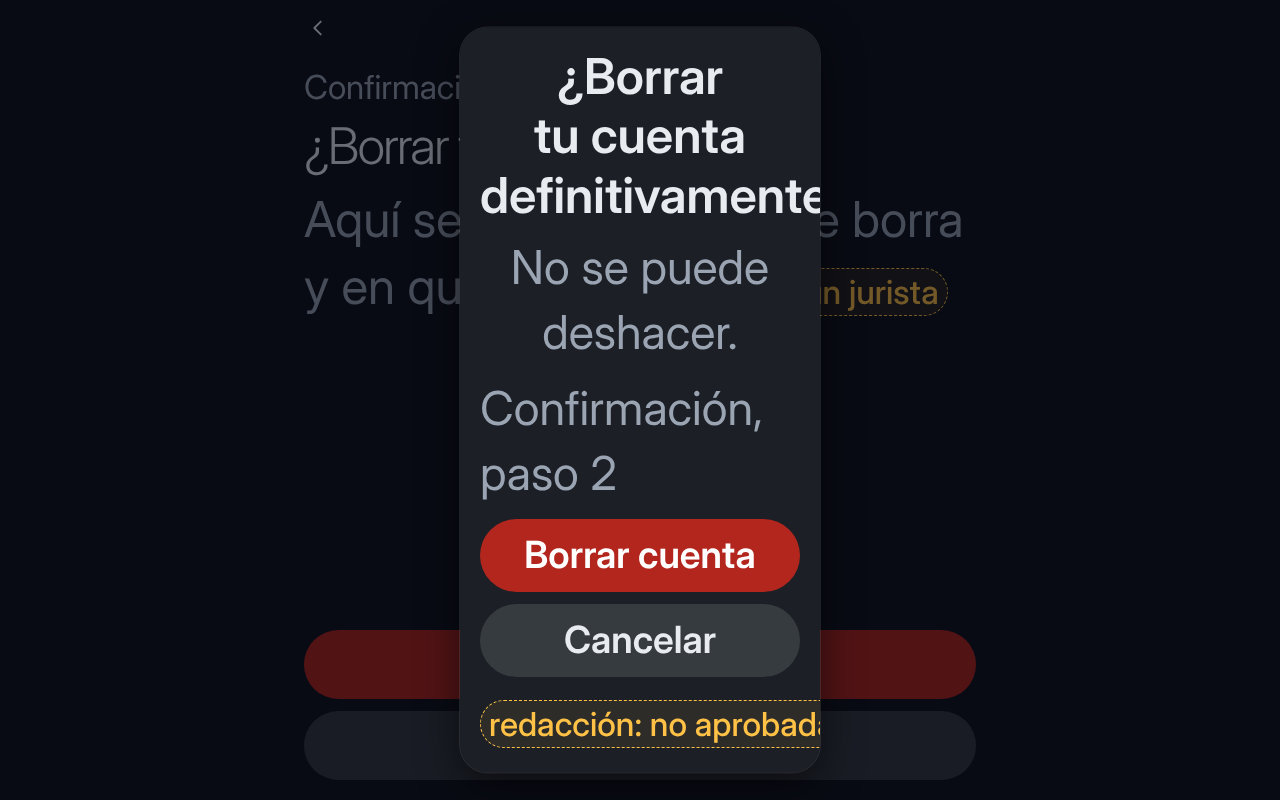 ¿Borrar
tu cuenta
definitivamente
No se puede
deshacer.
Confirmación,
paso 2
Borrar cuenta
Cancelar
redacción: no aprobada
Confirmaci
¿Borrar
Aquí se e borra
y en qu un jurista